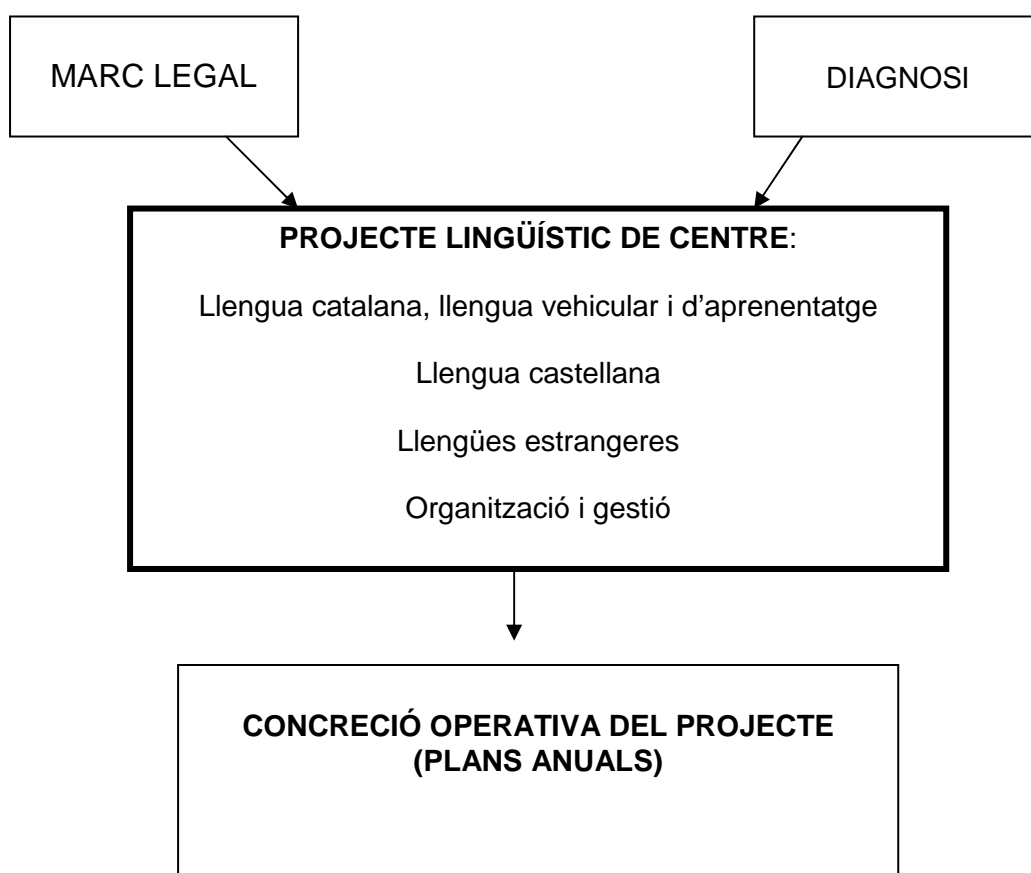 MARC LEGAL
DIAGNOSI
PROJECTE LINGÜÍSTIC DE CENTRE:
Llengua catalana, llengua vehicular i d’aprenentatge
Llengua castellana
Llengües estrangeres
Organització i gestió
CONCRECIÓ OPERATIVA DEL PROJECTE
(PLANS ANUALS)